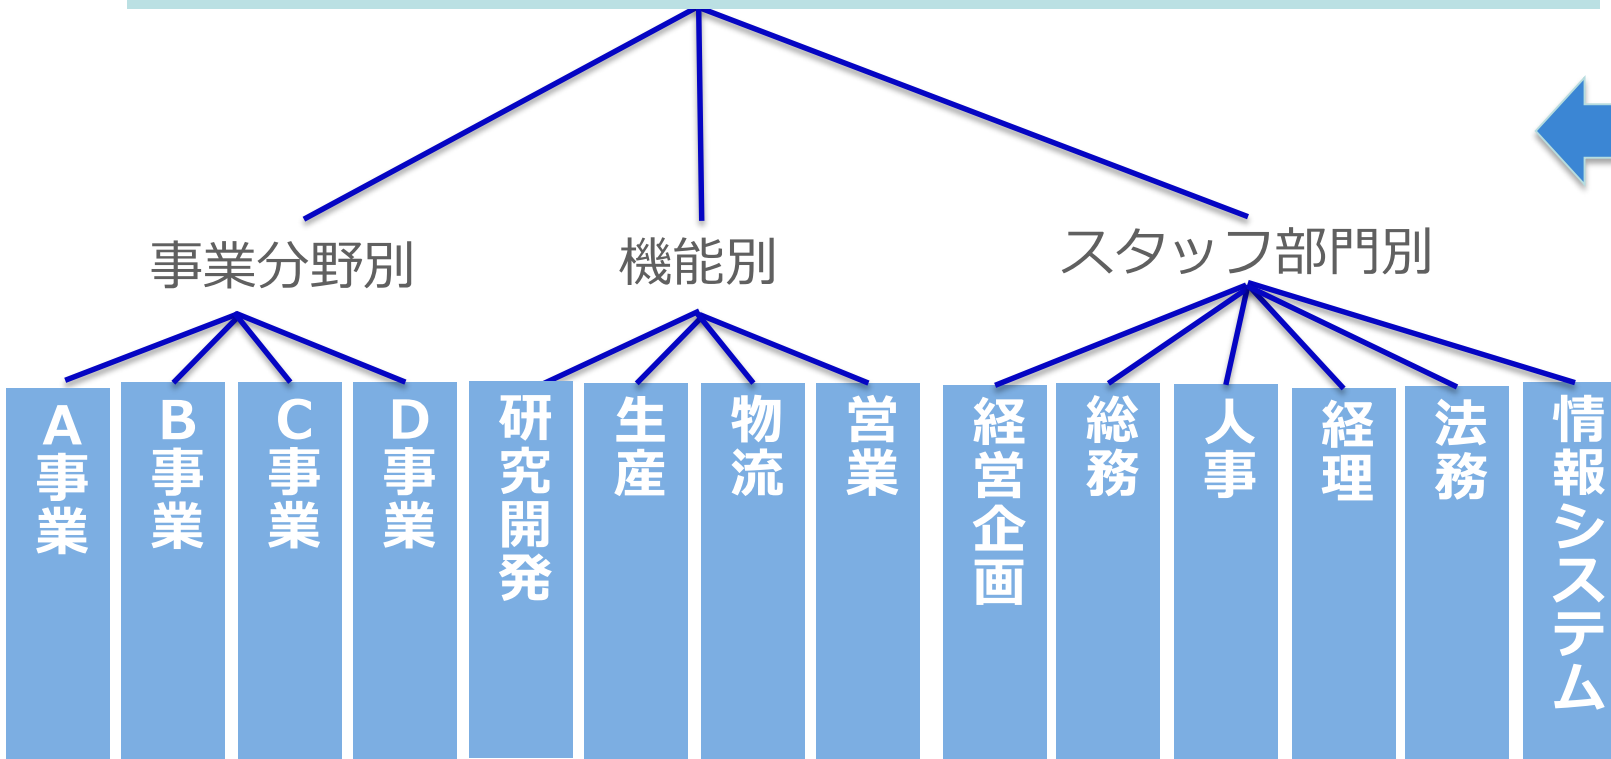 事業分野別
機能別
スタッフ部門別
A事業
B事業
C事業
D事業
研究開発
生産
物流
営業
経営企画
総務
人事
経理
法務
情報システム